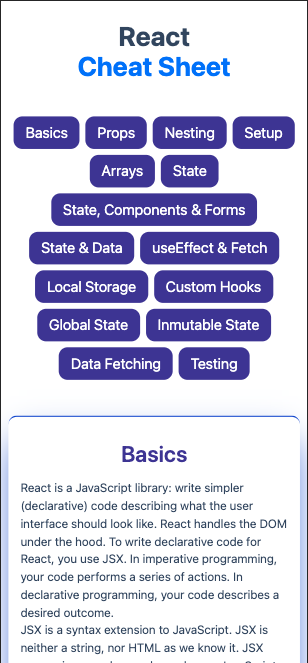 React
Cheat Sheet
Basics Props Nesting Setup
Arrays State
State, Components & Forms
State & Data useEffect & Fetch
Local Storage Custom Hooks
Global State Inmutable State
Data Fetching Testing
Basics
React is a JavaScript library: write simpler
(declarative) code describing what the user
interface should look like. React handles the DOM
under the hood. To write declarative code for
React, you use JSX. In imperative programming,
your code performs a series of actions. In
declarative programming, your code describes a
desired outcome.
JSX is a syntax extension to JavaScript. JSX is
neither a string, nor HTML as we know it. JSX